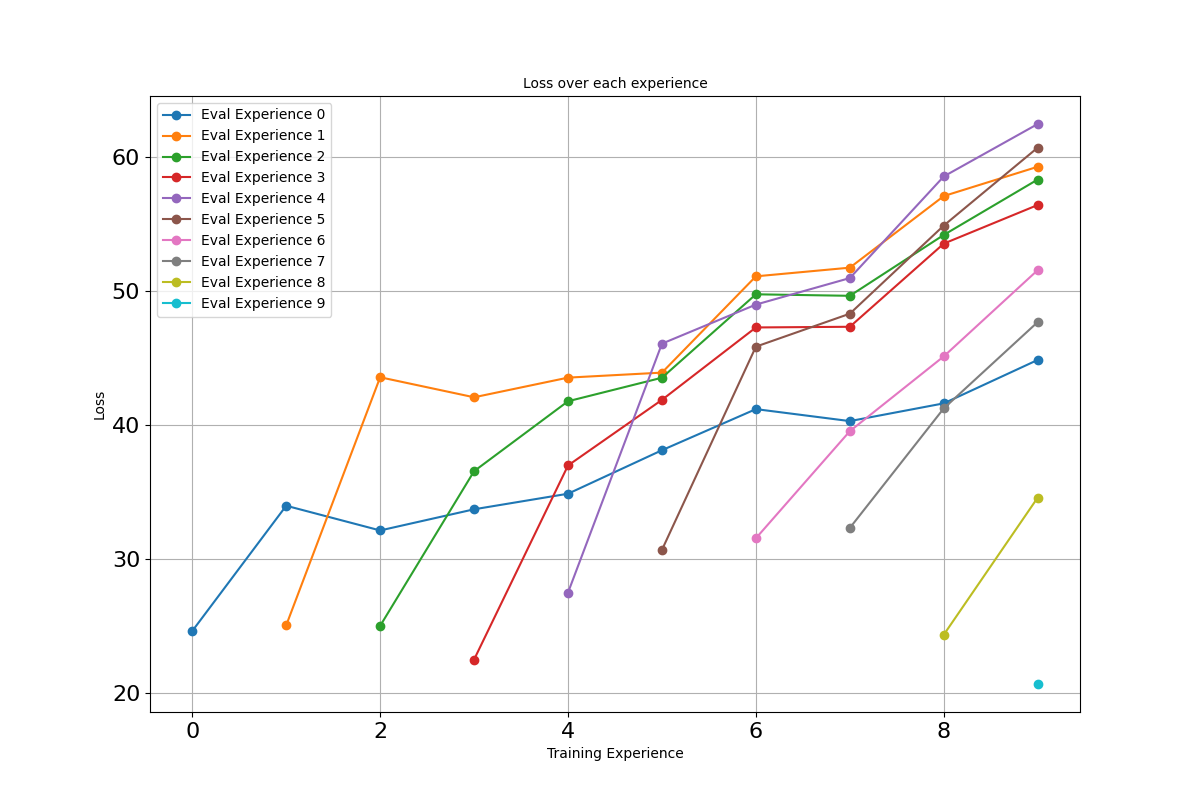 Loss over each experience
Eval Experience 0
Eval Experience 1
Eval Experience 2
Eval Experience 3
Eval Experience 4
Eval Experience 5
Eval Experience 6
Eval Experience 7
Eval Experience 8
Eval Experience 9
60
50
40
30
20
Loss
0 2 4 6 8
Training Experience